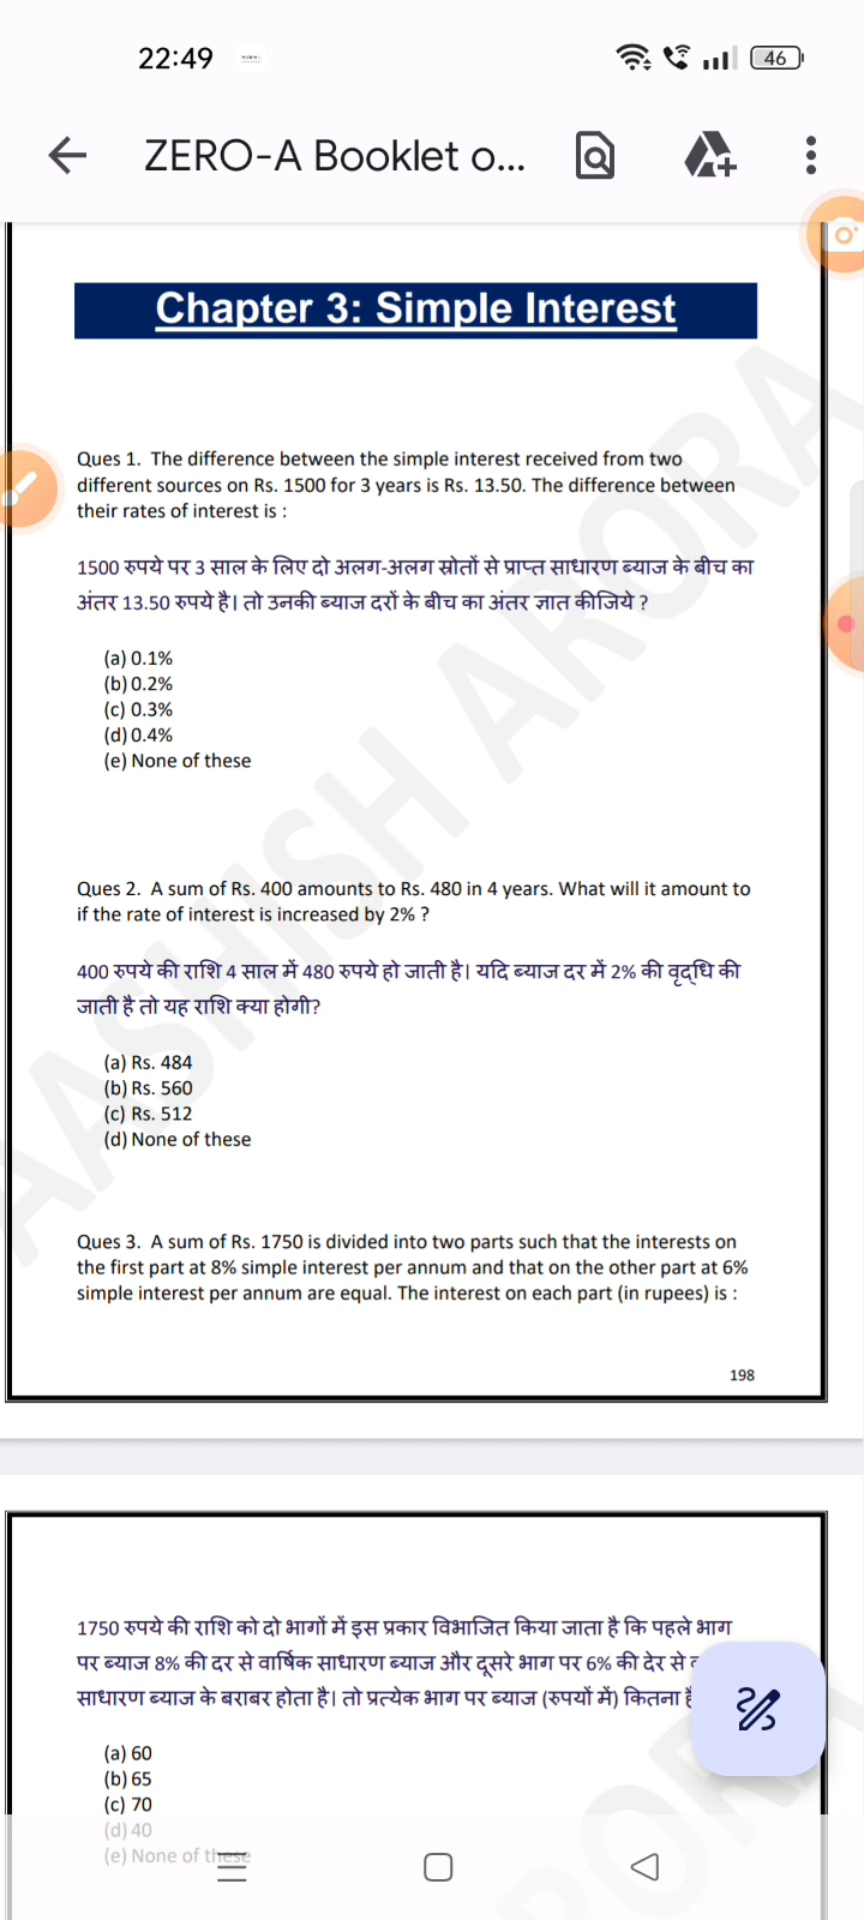 22:49
46
ZERO-A Booklet o...
Chapter 3: Simple Interest
Ques 1. The difference between the simple interest received from two
different sources on Rs. 1500 for 3 years is Rs. 13.50. The difference between
their rates of interest is :
1500 रुपये पर 3 साल के लिए दो अलग-अलग स्रोतों से प्राप्त साधारण ब्याज के बीच का
अंतर 13.50 रुपये है। तो उनकी ब्याज दरों के बीच का अंतर ज्ञात कीजिये ?
(a) 0.1%
(b) 0.2%
(c) 0.3%
(d) 0.4%
(e) None of these
Ques 2. A sum of Rs. 400 amounts to Rs. 480 in 4 years. What will it amount to
if the rate of interest is increased by 2% ?
400 रुपये की राशि 4 साल में 480 रुपये हो जाती है। यदि ब्याज दर में 2% की वृद्धि की
जाती है तो यह राशि क्या होगी?
(a) Rs. 484
(b) Rs. 560
(c) Rs. 512
(d) None of these
Ques 3. A sum of Rs. 1750 is divided into two parts such that the interests on
the first part at 8% simple interest per annum and that on the other part at 6%
simple interest per annum are equal. The interest on each part (in rupees) is :
198
1750 रुपये की राशि को दो भागों में इस प्रकार विभाजित किया जाता है कि पहले भाग
पर ब्याज 8% की दर से वार्षिक साधारण ब्याज और दूसरे भाग पर 6% की देर से
साधारण ब्याज के बराबर होता है। तो प्रत्येक भाग पर ब्याज (रुपयों में) कितना
(a) 60
(b) 65
(c) 70
(d) 40
(e) None of these
AASHISH ARORA